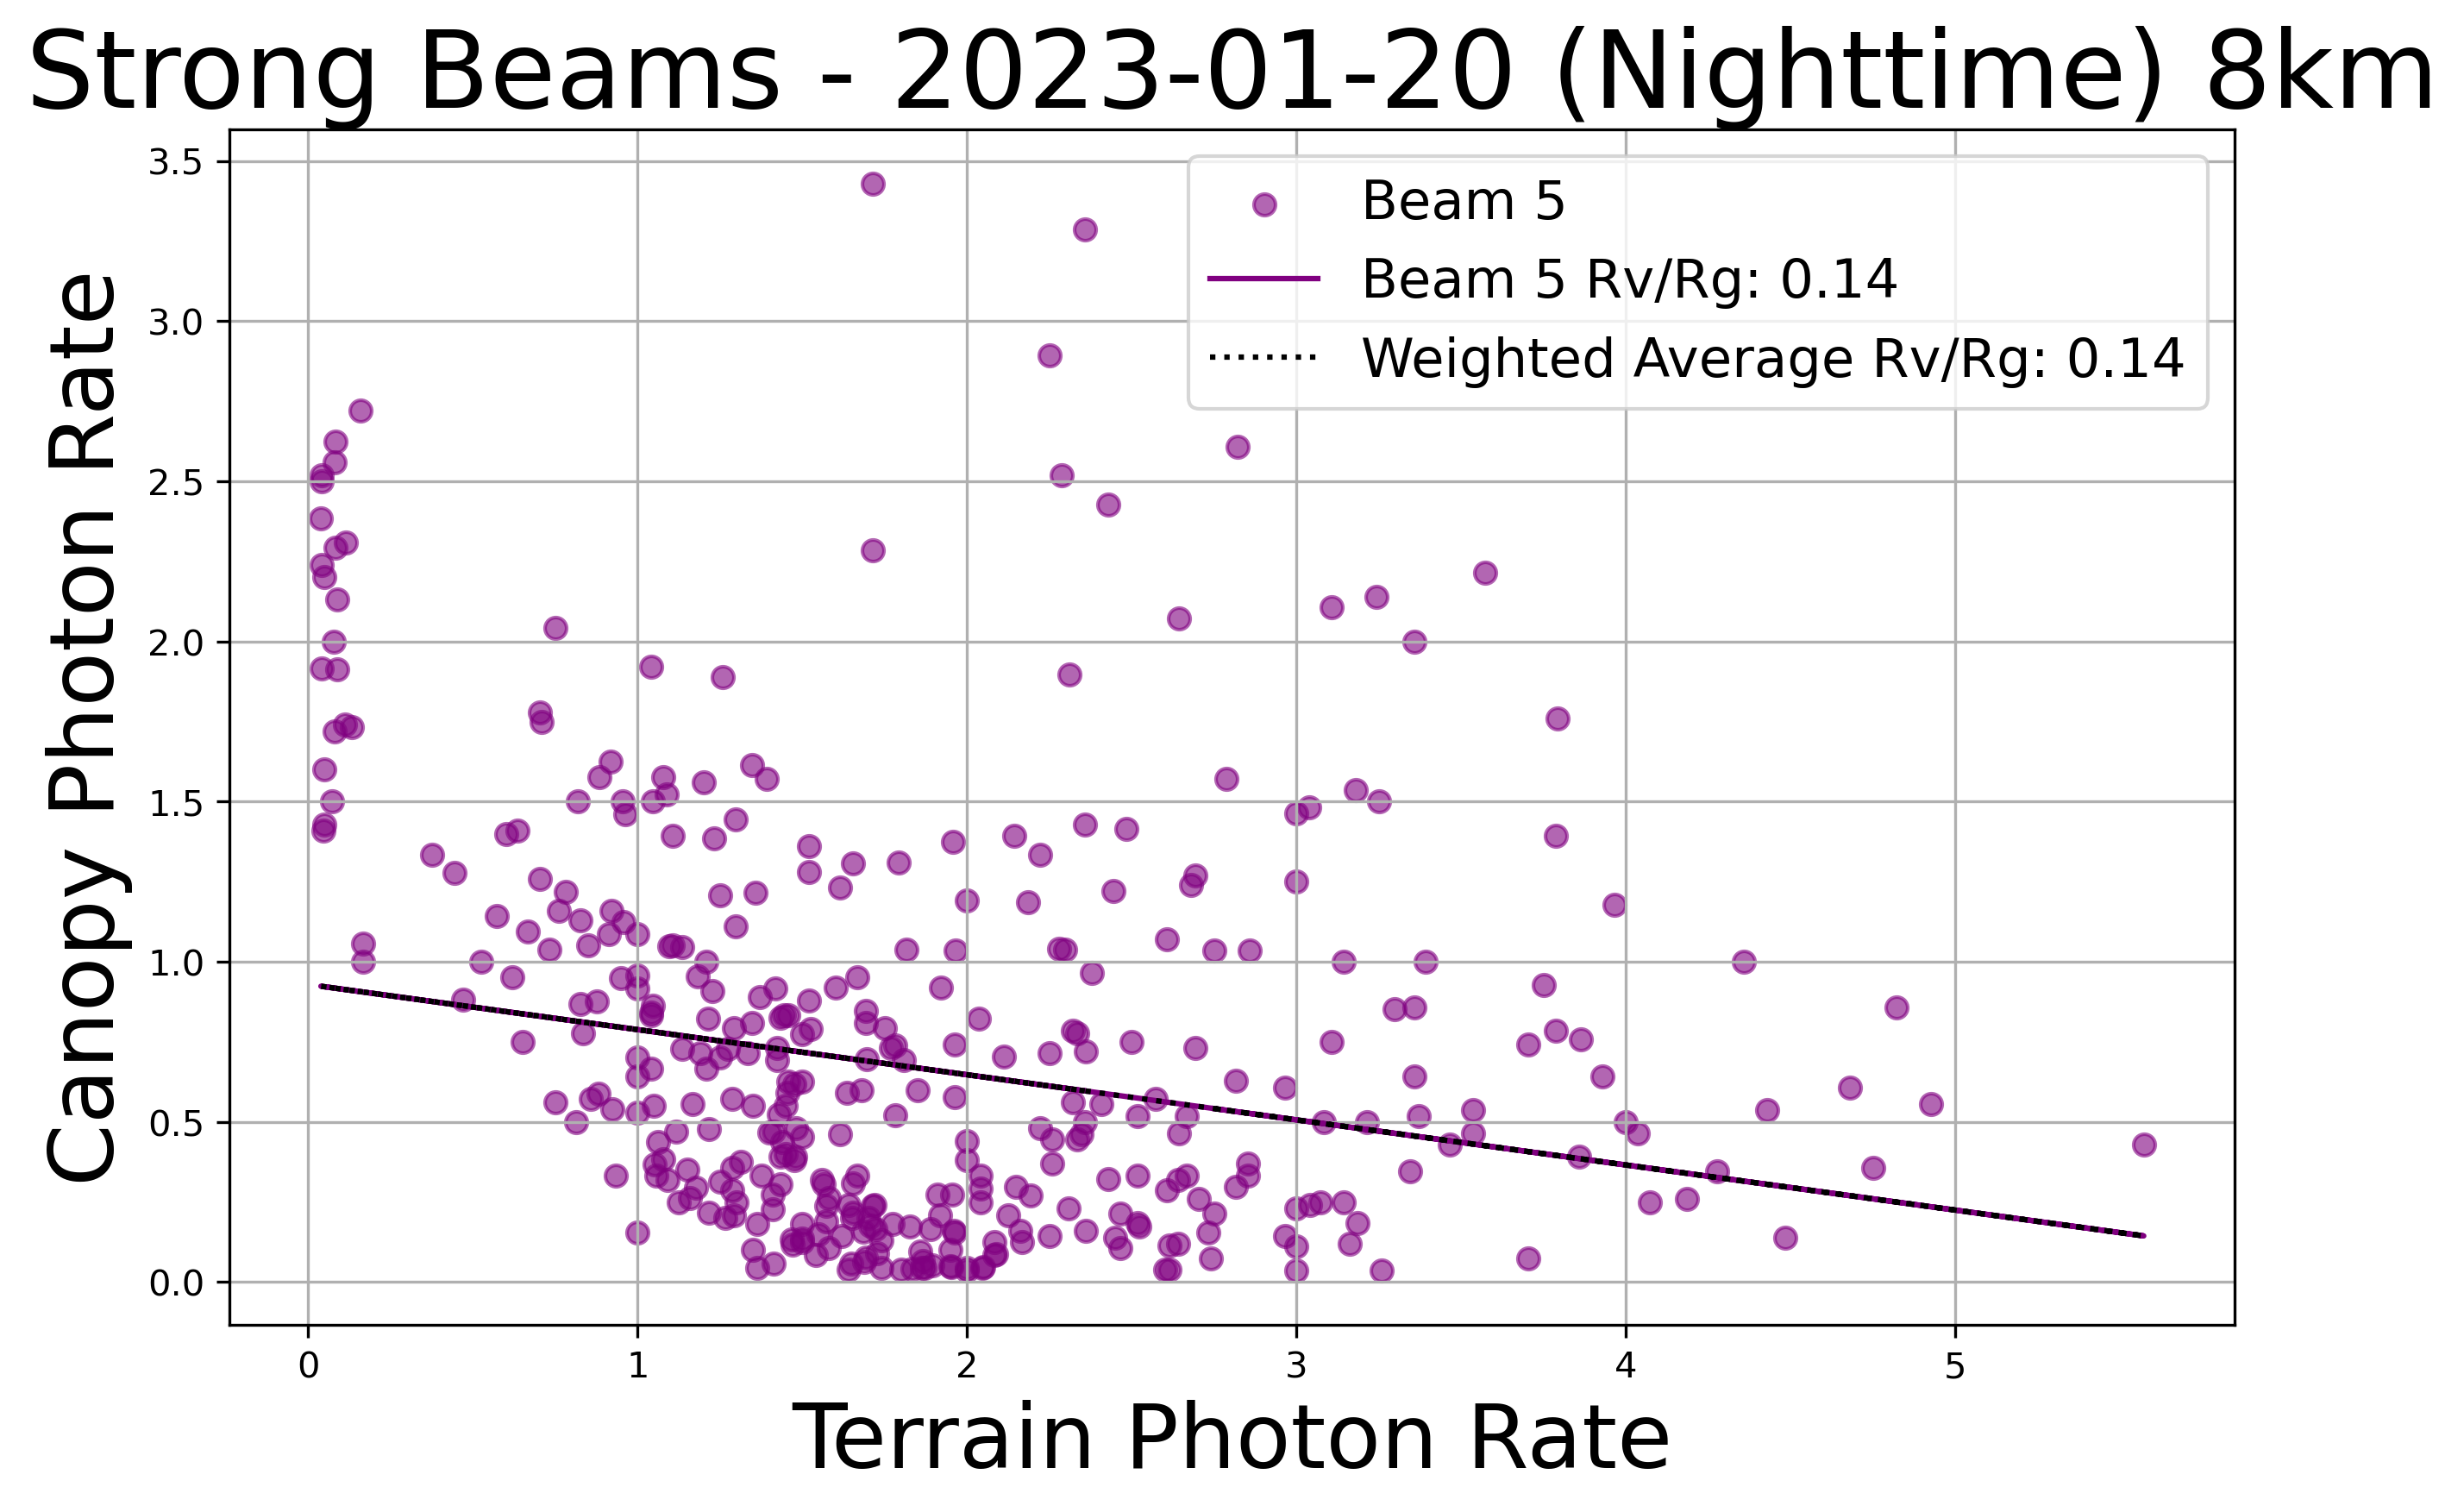 Strong Beams - 2023-01-20 (Nighttime) 8km
Beam 5
Beam 5 Rv/Rg: 0.14
Weighted Average Rv/Rg: 0.14
Canopy Photon Rate
3.5
3.0
2.5
2.0
1.5
1.0
0.5
0.0
0 1 2 3 4 5
Terrain Photon Rate